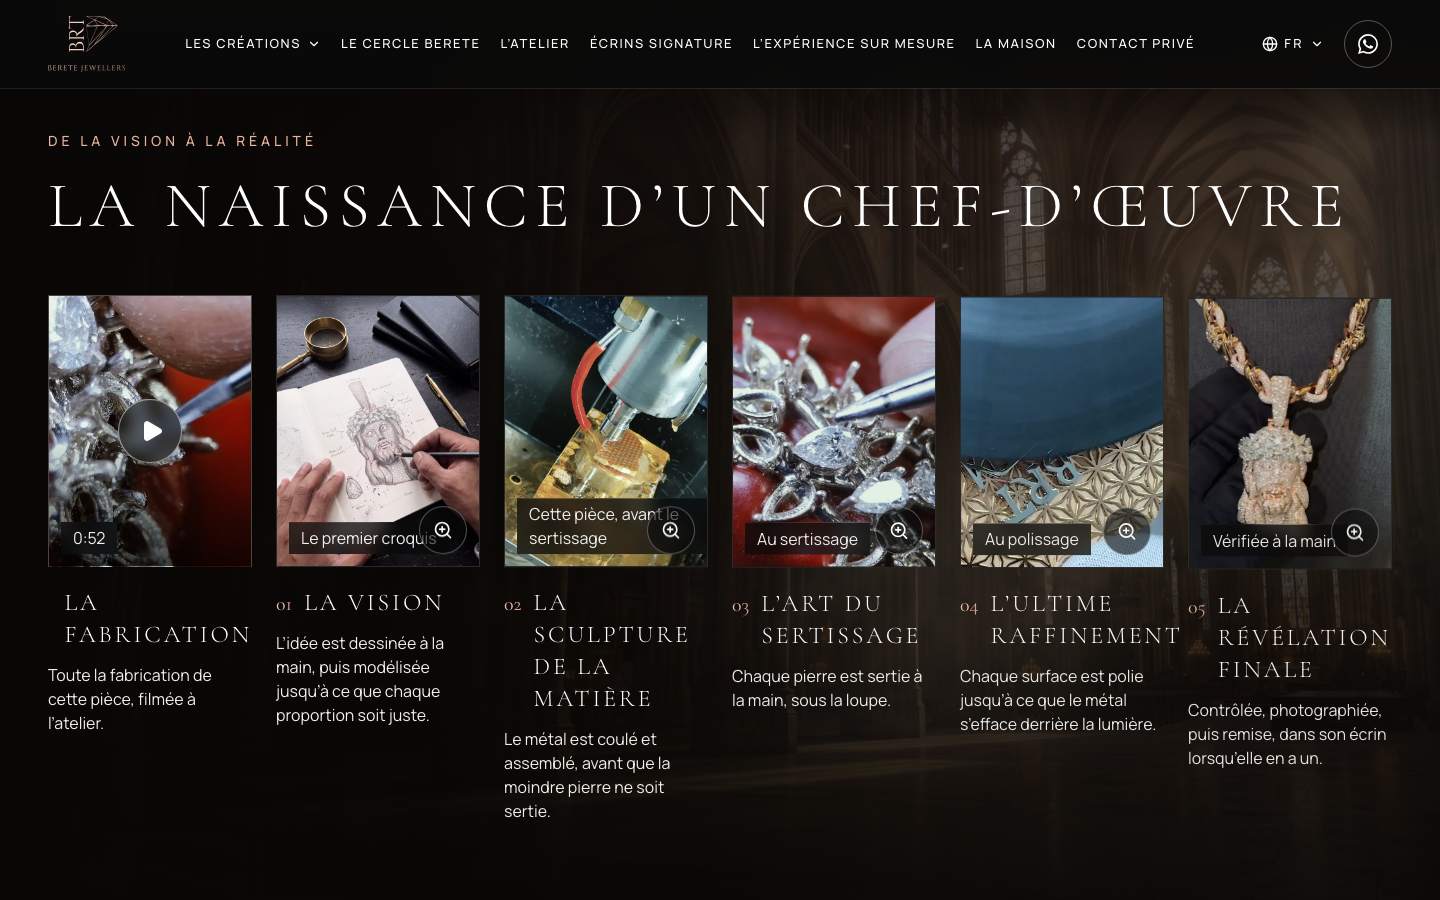 BRT
BERETE JEWELLERS
LES CRÉATIONS
LE CERCLE BERETE
L’ATELIER
ÉCRINS SIGNATURE
L’EXPÉRIENCE SUR MESURE
LA MAISON
CONTACT PRIVÉ
FR
DE LA VISION À LA RÉALITÉ
LA NAISSANCE D’UN CHEF-D’ŒUVRE
0:52
LA
FABRICATION
Toute la fabrication de
cette pièce, filmée à
l’atelier.
Le premier croquis
01 LA VISION
L’idée est dessinée à la
main, puis modélisée
jusqu’à ce que chaque
proportion soit juste.
Cette pièce, avant le
sertissage
02 LA
SCULPTURE
DE LA
MATIÈRE
Le métal est coulé et
assemblé, avant que la
moindre pierre ne soit
sertie.
Au sertissage
03 L’ART DU
SERTISSAGE
Chaque pierre est sertie à
la main, sous la loupe.
BRT
Au polissage
04 L’ULTIME
RAFFINEMENT
Chaque surface est polie
jusqu’à ce que le métal
s’efface derrière la lumière.
Vérifiée à la main
05 LA
RÉVÉLATION
FINALE
Contrôlée, photographiée,
puis remise, dans son écrin
lorsqu’elle en a un.